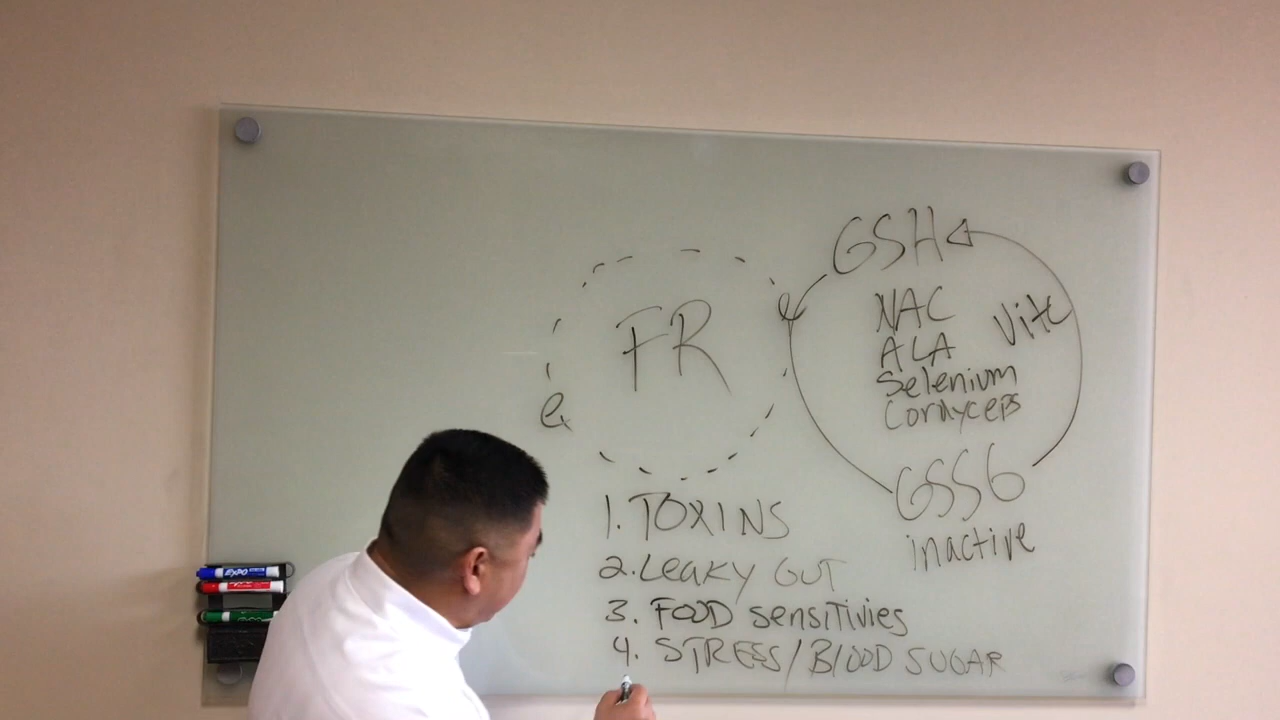 GSH
FR
e
e
NAC
ALA
Vitc
Selenium
Cordyceps
GSSG
inactive
1. TOXINS
2. LEAKY GUT
3. FOOD sensitivies
4. STRESS/BLOOD SUGAR
EXPO